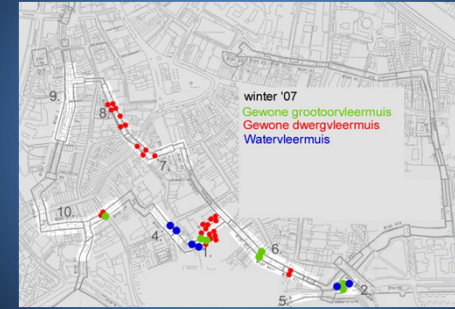 winter '07
Gewone grootoorvleermuis
Gewone dwergvleermuis
Watervleermuis
9.
8.
7.
10.
4.
1.
6.
2.
5.